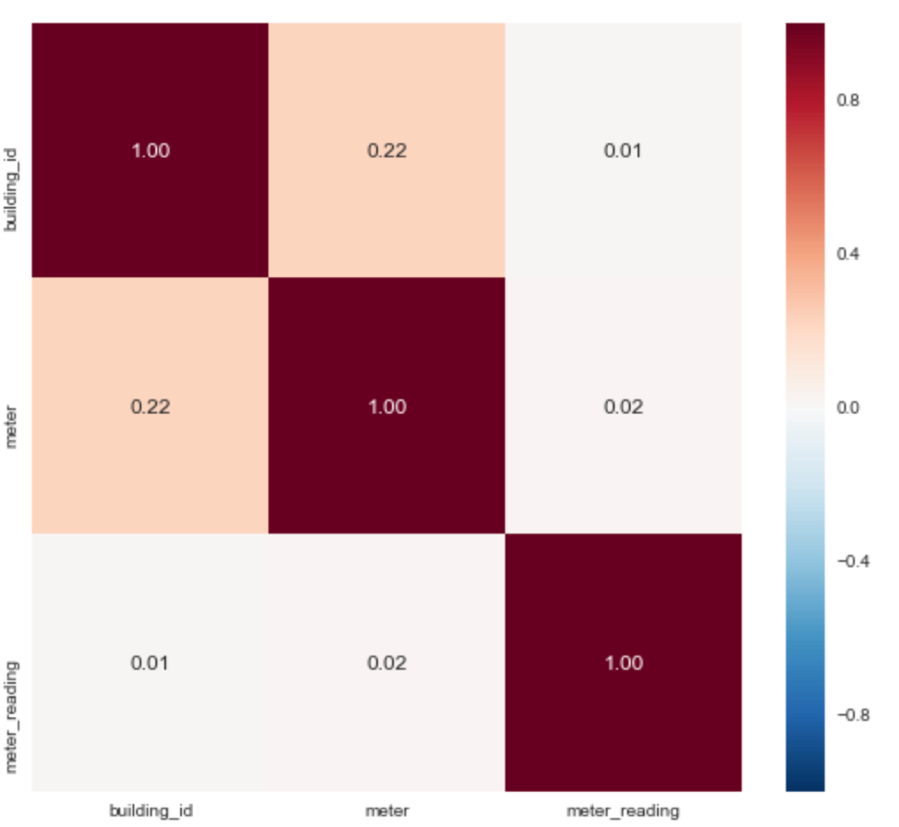 building_id
1.00 0.22 0.01
meter
0.22 1.00 0.02
meter_reading
0.01 0.02 1.00
building_id meter meter_reading
0.8
0.4
0.0
−0.4
−0.8